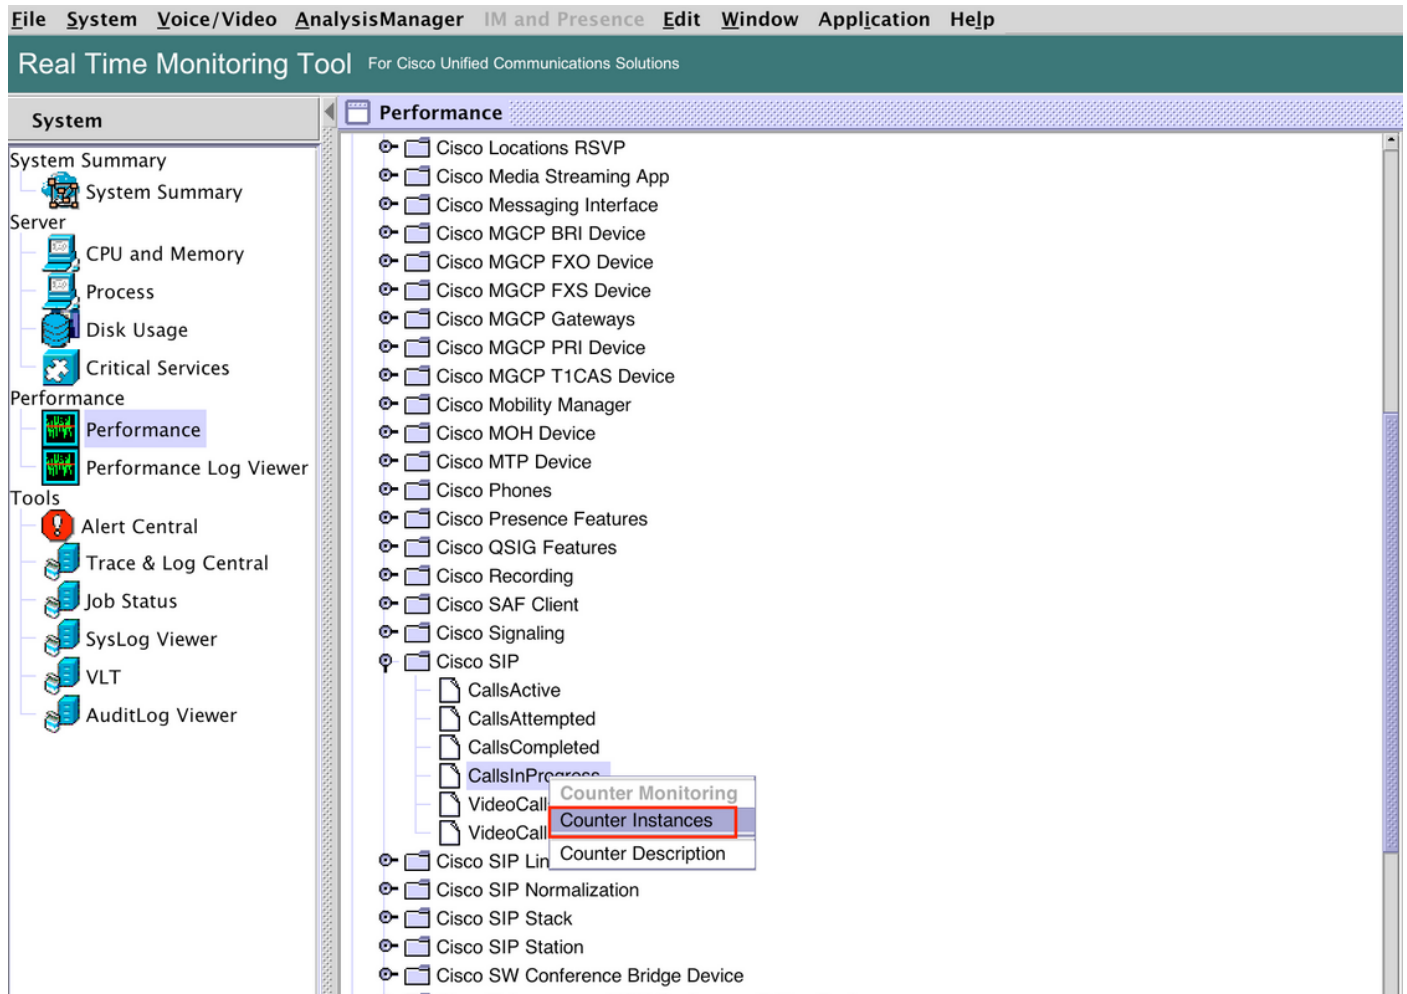 File System Voice/Video AnalysisManager IM and Presence Edit Window Application Help
Real Time Monitoring Tool For Cisco Unified Communications Solutions
System
System Summary
System Summary
Server
CPU and Memory
Process
Disk Usage
Critical Services
Performance
Performance
Performance Log Viewer
Tools
Alert Central
Trace & Log Central
Job Status
SysLog Viewer
VLT
AuditLog Viewer
Performance
Cisco Locations RSVP
Cisco Media Streaming App
Cisco Messaging Interface
Cisco MGCP BRI Device
Cisco MGCP FXO Device
Cisco MGCP FXS Device
Cisco MGCP Gateways
Cisco MGCP PRI Device
Cisco MGCP T1CAS Device
Cisco Mobility Manager
Cisco MOH Device
Cisco MTP Device
Cisco Phones
Cisco Presence Features
Cisco QSIG Features
Cisco Recording
Cisco SAF Client
Cisco Signaling
Cisco SIP
CallsActive
CallsAttempted
CallsCompleted
CallsInProgress
VideoCall
VideoCall
Counter Monitoring
Counter Instances
Counter Description
Cisco SIP Lin
Cisco SIP Normalization
Cisco SIP Stack
Cisco SIP Station
Cisco SW Conference Bridge Device